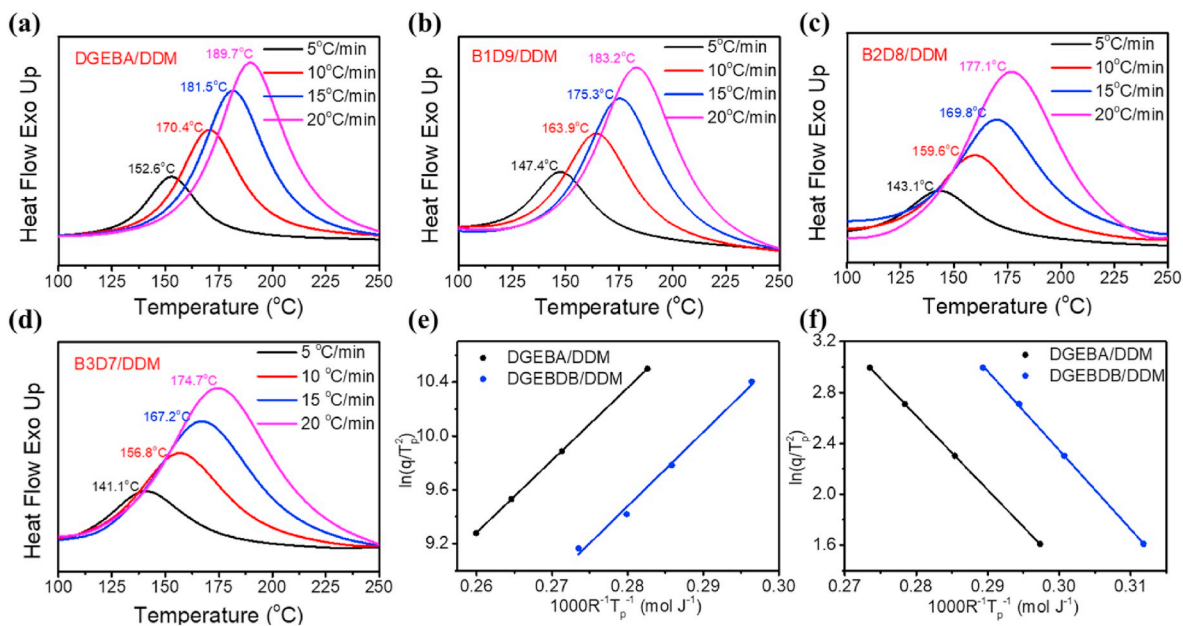 (a)
DGEBA/DDM
189.7°C
181.5°C
170.4°C
152.6°C
5°C/min
10°C/min
15°C/min
20°C/min
Heat Flow Exo Up
100 125 150 175 200 225 250
Temperature (°C)
(b)
B1D9/DDM
183.2°C
175.3°C
163.9°C
147.4°C
5°C/min
10°C/min
15°C/min
20°C/min
Heat Flow Exo Up
100 125 150 175 200 225 250
Temperature (°C)
(c)
B2D8/DDM
177.1°C
169.8°C
159.6°C
143.1°C
5°C/min
10°C/min
15°C/min
20°C/min
Heat Flow Exo Up
100 125 150 175 200 225 250
Temperature (°C)
(d)
B3D7/DDM
174.7°C
167.2°C
156.8°C
141.1°C
5 °C/min
10 °C/min
15 °C/min
20 °C/min
Heat Flow Exo Up
100 125 150 175 200 225 250
Temperature (°C)
(e)
DGEBA/DDM
DGEBDB/DDM
ln(q/Tp²)
10.4
10.0
9.6
9.2
0.26 0.27 0.28 0.29 0.30
1000R⁻¹Tp⁻¹ (mol J⁻¹)
(f)
DGEBA/DDM
DGEBDB/DDM
ln(q/Tp²)
3.2
2.8
2.4
2.0
1.6
0.27 0.28 0.29 0.30 0.31
1000R⁻¹Tp⁻¹ (mol J⁻¹)